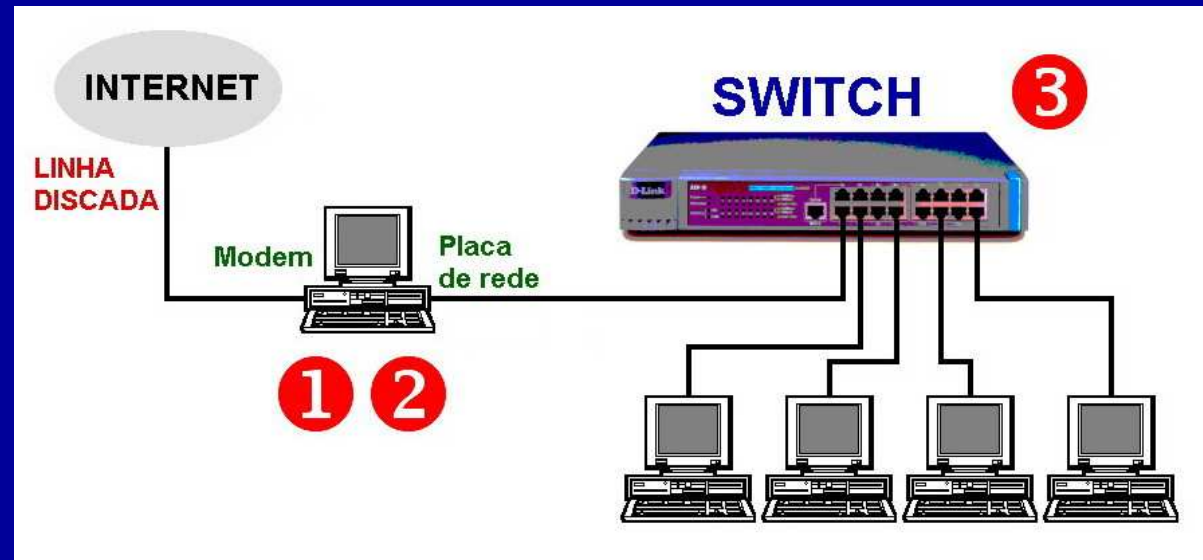 INTERNET
LINHA
DISCADA
Modem
Placa
de rede
SWITCH
3
D-Link
1 2